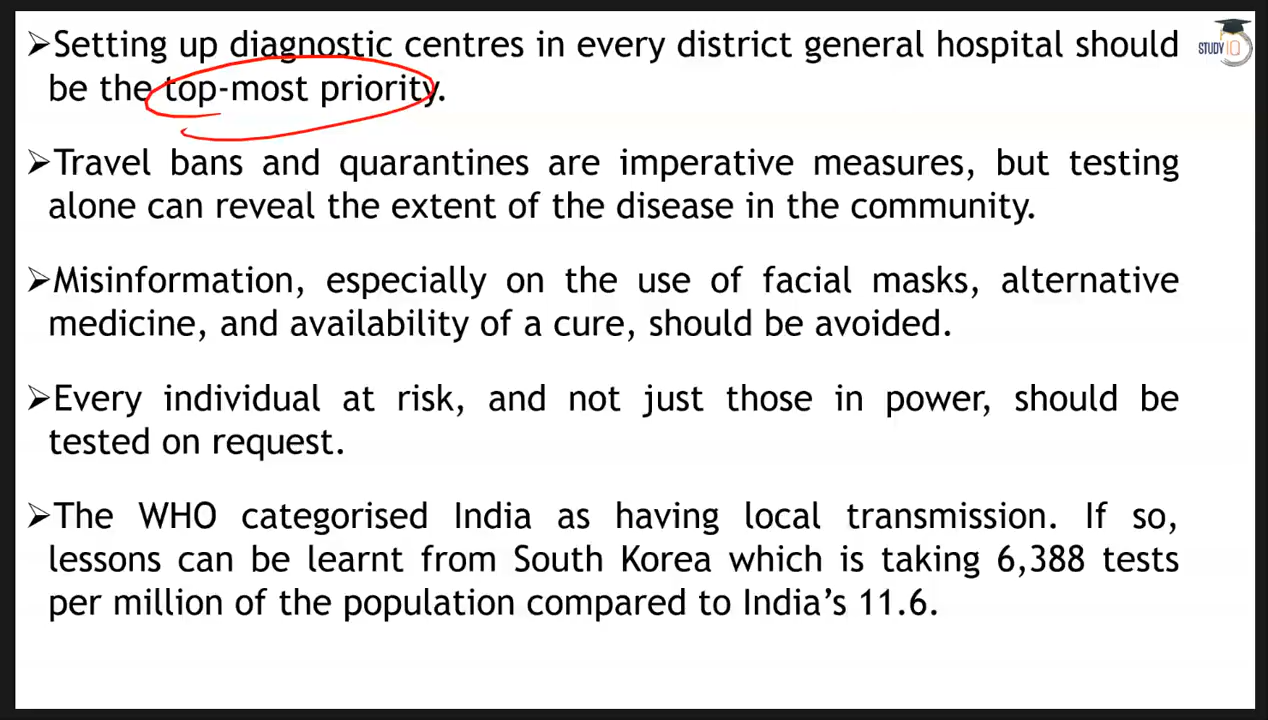 ➢Setting up diagnostic centres in every district general hospital should
be the top-most priority.
STUDY IQ
➢Travel bans and quarantines are imperative measures, but testing
alone can reveal the extent of the disease in the community.
➢Misinformation, especially on the use of facial masks, alternative
medicine, and availability of a cure, should be avoided.
➢Every individual at risk, and not just those in power, should be
tested on request.
➢The WHO categorised India as having local transmission. If so,
lessons can be learnt from South Korea which is taking 6,388 tests
per million of the population compared to India’s 11.6.